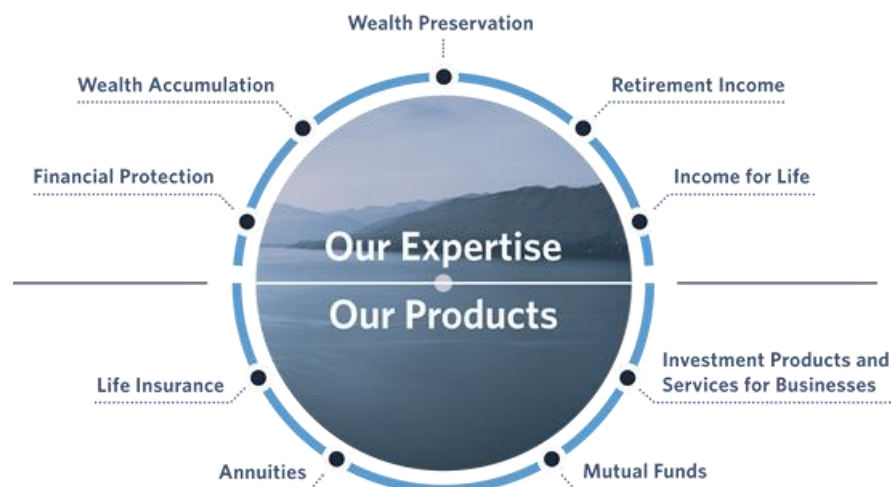 Wealth Preservation
Wealth Accumulation
Retirement Income
Financial Protection
Income for Life
Our Expertise
Our Products
Life Insurance
Investment Products and
Services for Businesses
Annuities
Mutual Funds